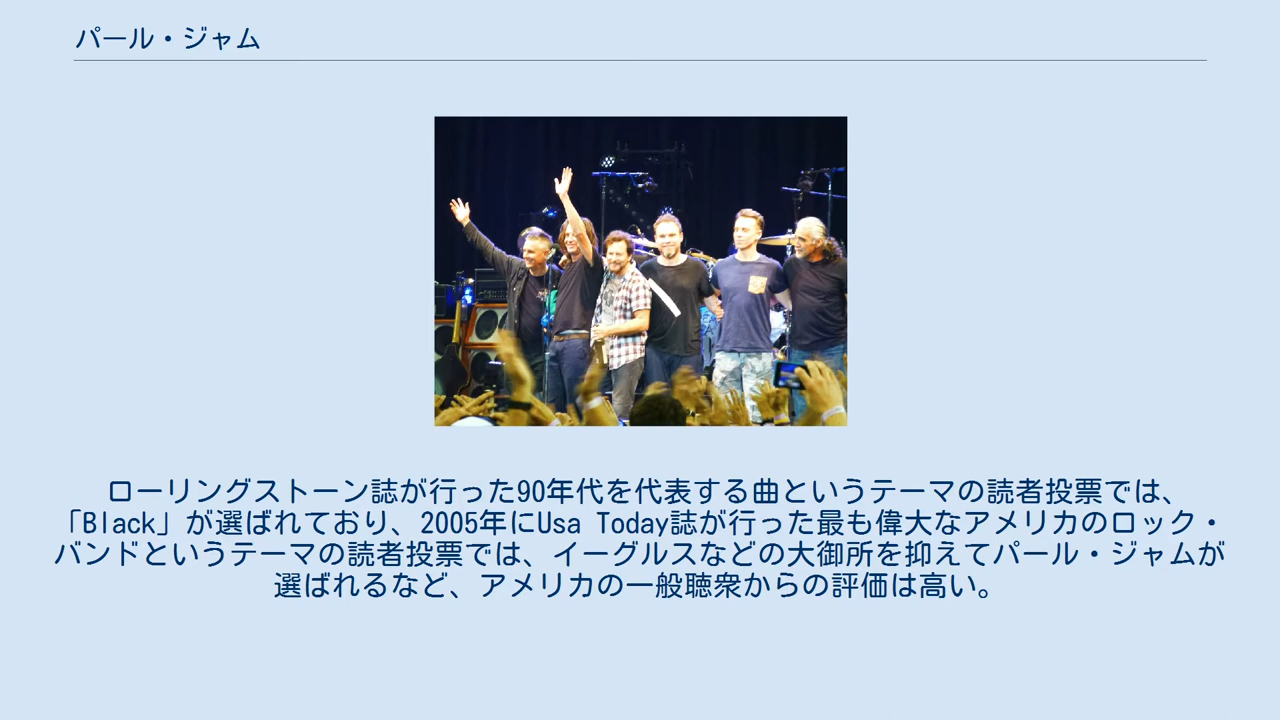 パール・ジャム
ローリングストーン誌が行った90年代を代表する曲というテーマの読者投票では、
「Black」が選ばれており、2005年にUsa Today誌が行った最も偉大なアメリカのロック・
バンドというテーマの読者投票では、イーグルスなどの大御所を抑えてパール・ジャムが
選ばれるなど、アメリカの一般聴衆からの評価は高い。